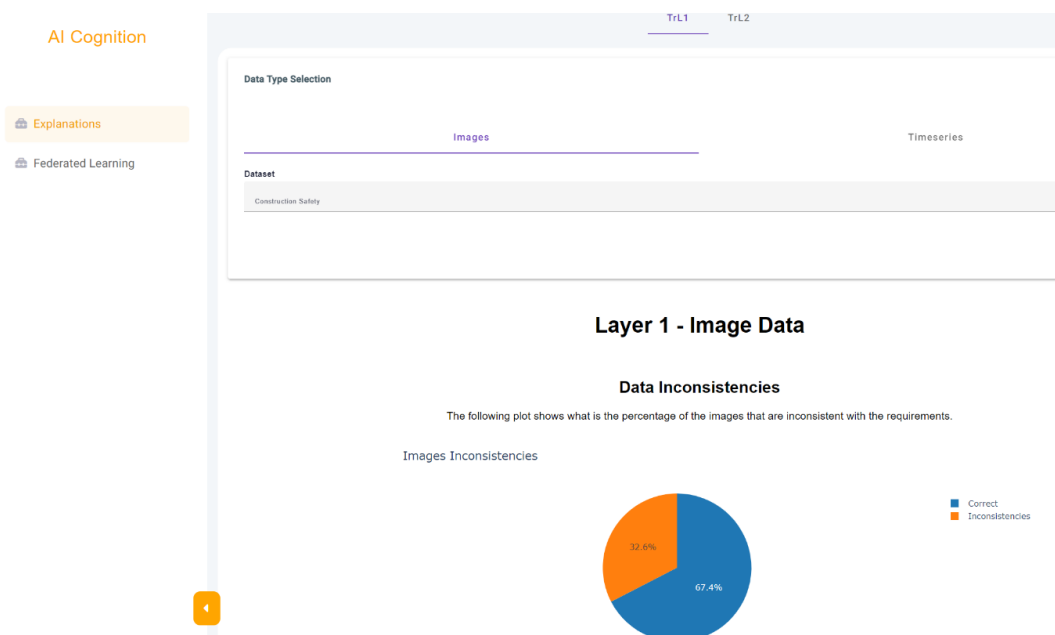 AI Cognition
TrL1 TrL2
Data Type Selection
Explanations
Images Timeseries
Federated Learning
Dataset
Construction Safety
Layer 1 - Image Data
Data Inconsistencies
The following plot shows what is the percentage of the images that are inconsistent with the requirements.
Images Inconsistencies
Correct
Inconsistencies
32.6%
67.4%